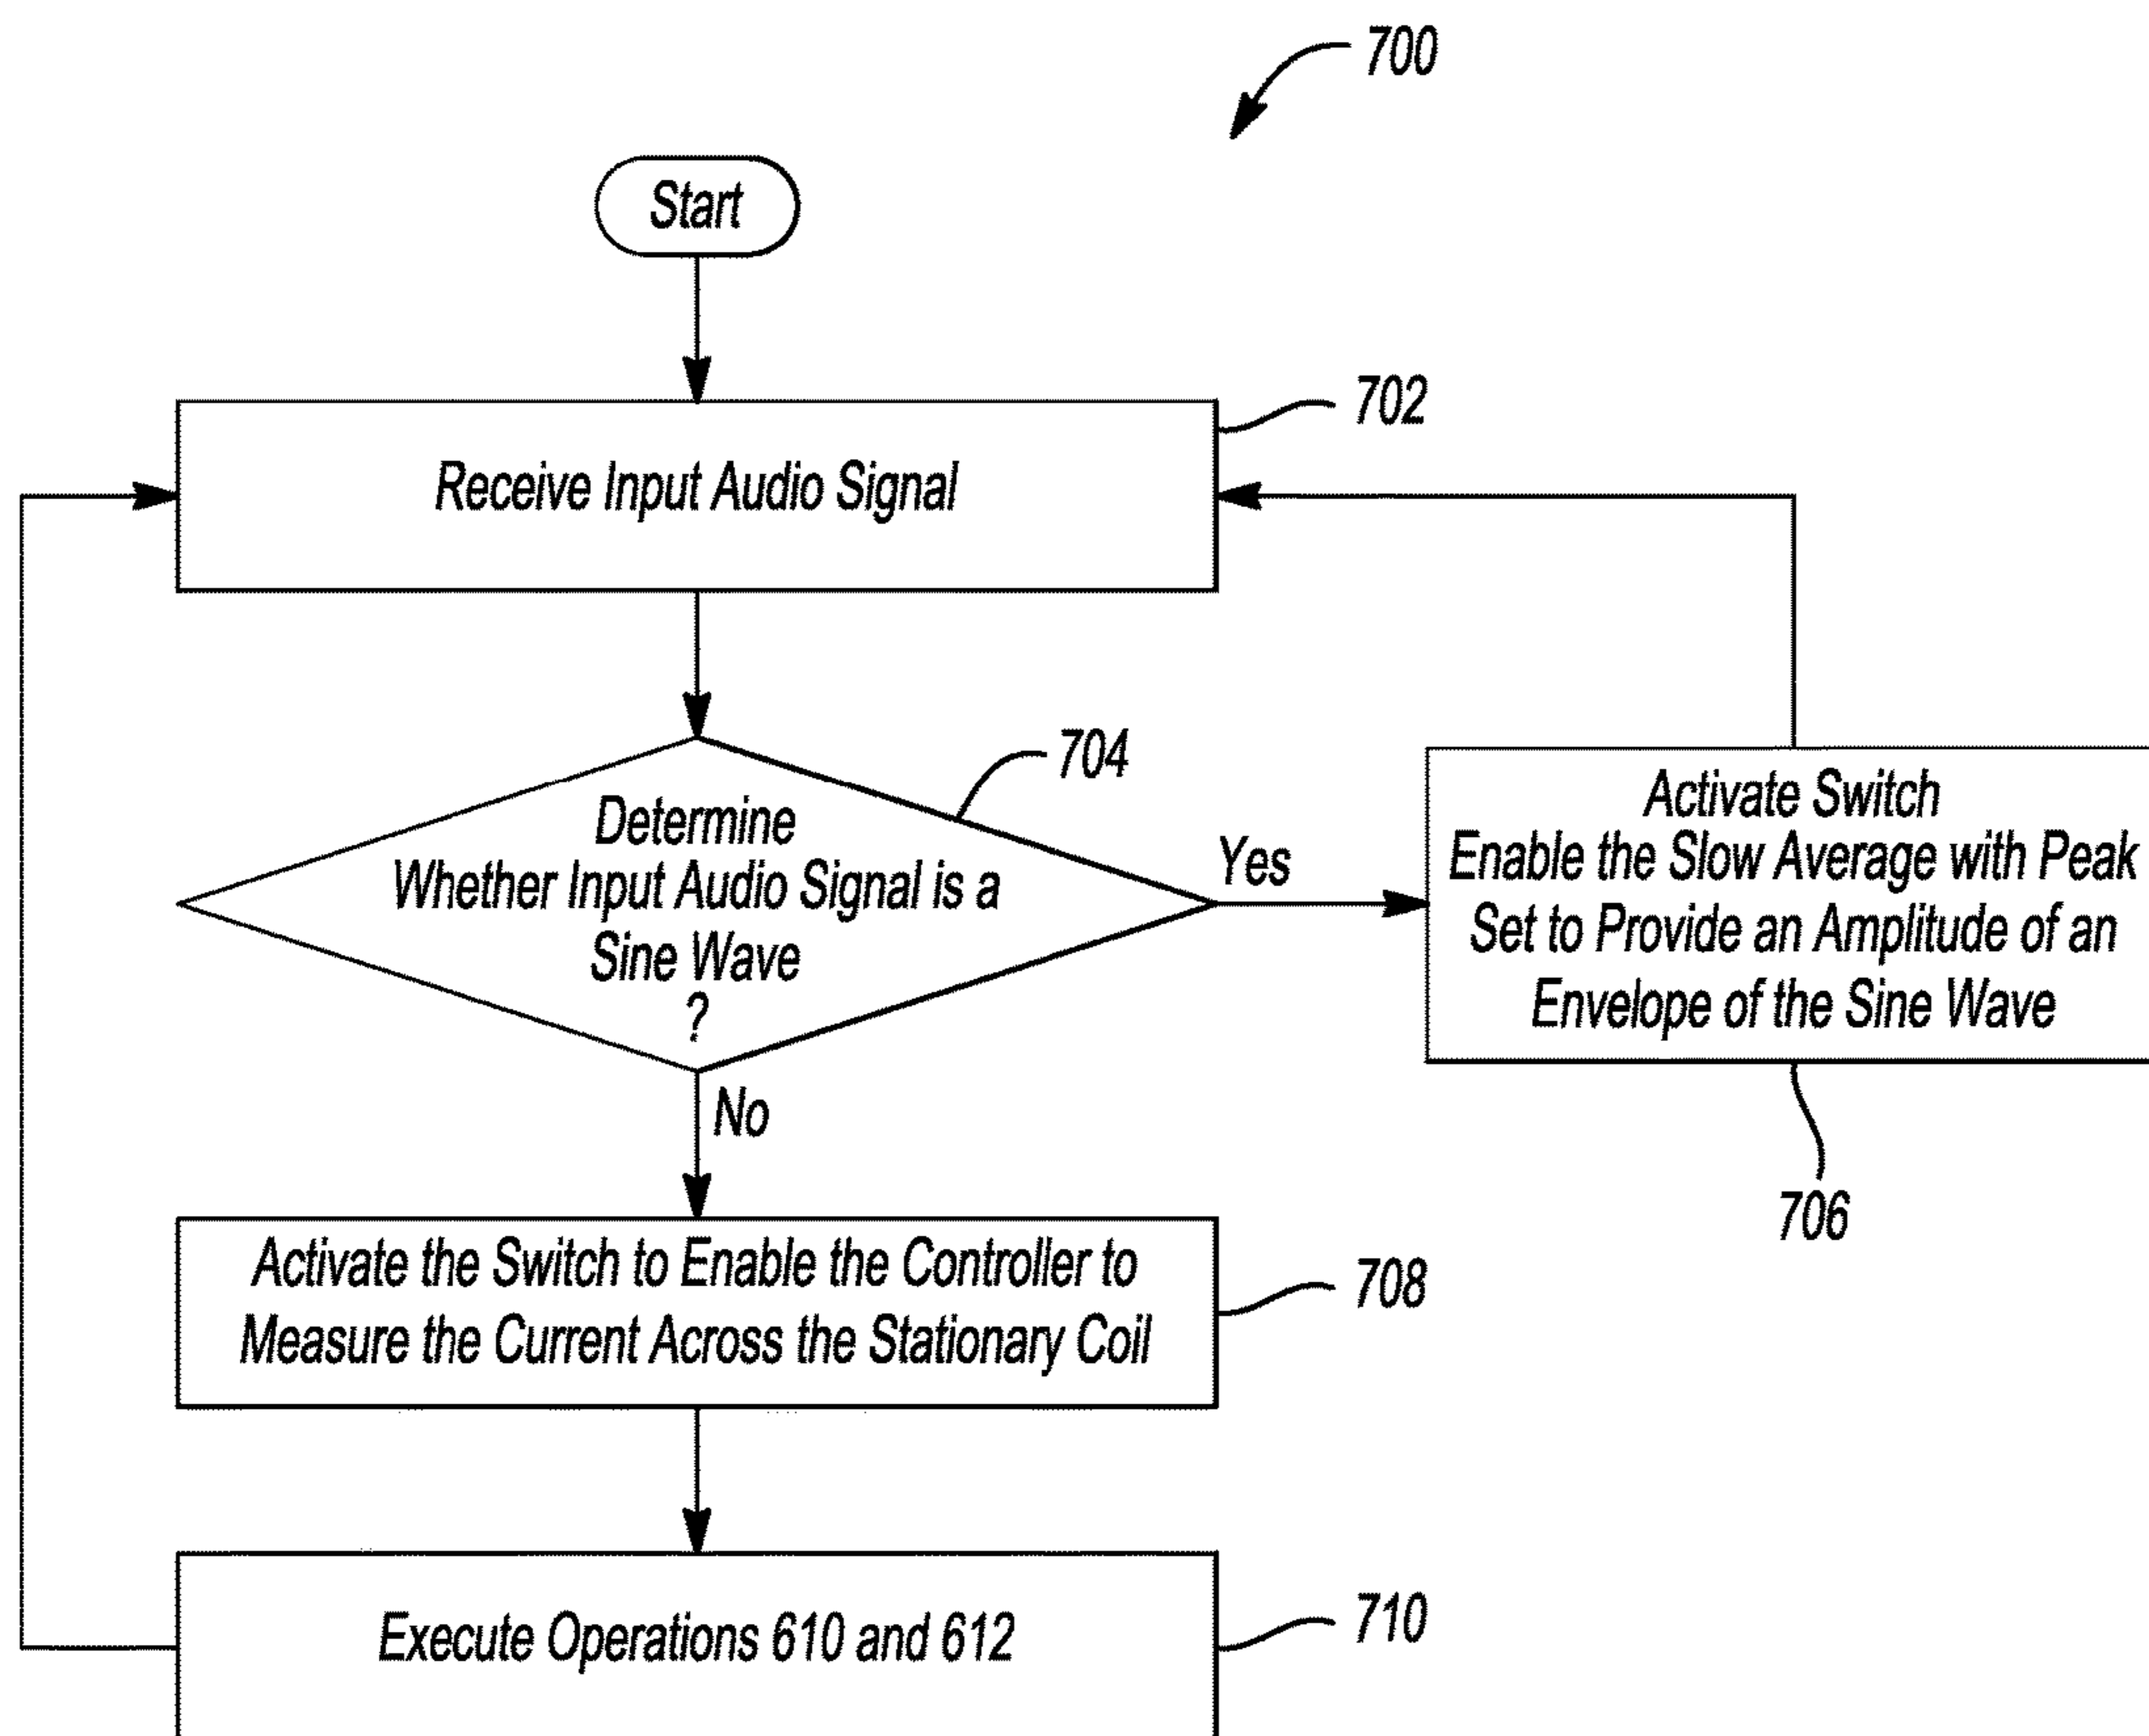 700
Start
702
Receive Input Audio Signal
704
Determine
Whether Input Audio Signal is a
Sine Wave
?
Yes
Activate Switch
Enable the Slow Average with Peak
Set to Provide an Amplitude of an
Envelope of the Sine Wave
706
No
Activate the Switch to Enable the Controller to
Measure the Current Across the Stationary Coil
708
Execute Operations 610 and 612
710